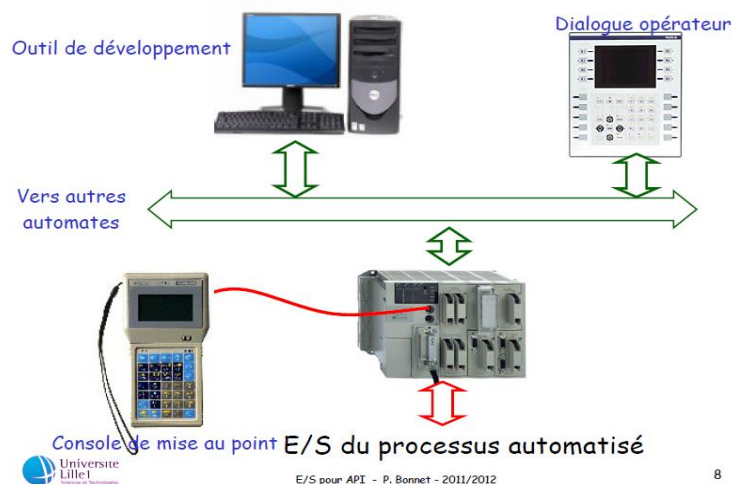 Dialogue opérateur
Outil de développement
Vers autres
automates
Console de mise au point
E/S du processus automatisé
Université
Lille1
E/S pour API - P. Bonnet - 2011/2012
8